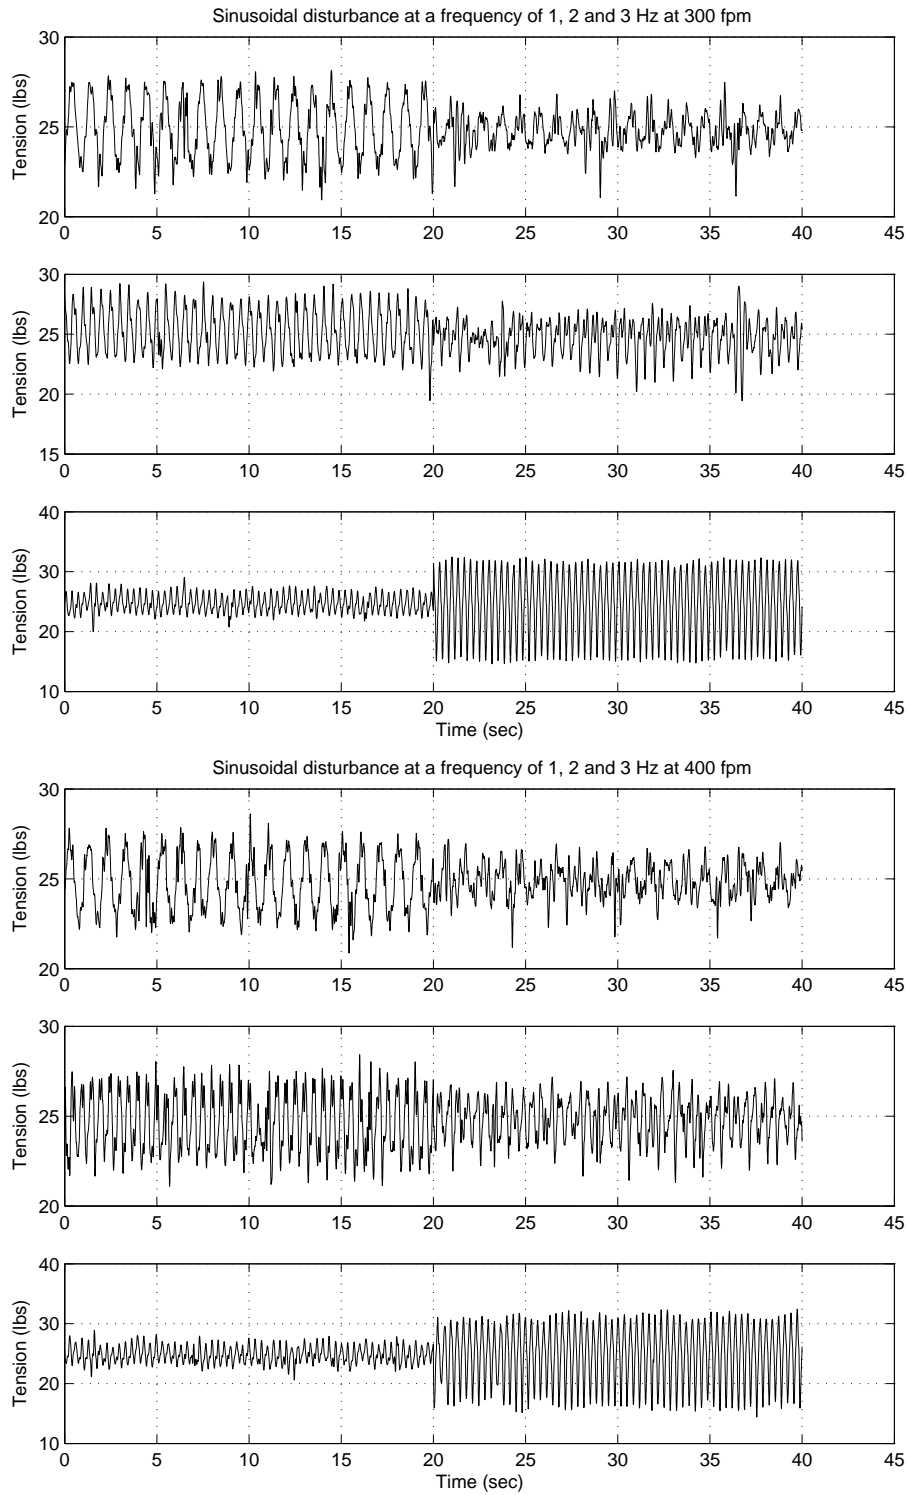 Sinusoidal disturbance at a frequency of 1, 2 and 3 Hz at 300 fpm
30
25
20
Tension (lbs)
0 5 10 15 20 25 30 35 40 45
30
25
20
15
Tension (lbs)
0 5 10 15 20 25 30 35 40 45
40
30
20
10
Tension (lbs)
0 5 10 15 20 25 30 35 40 45
Time (sec)
Sinusoidal disturbance at a frequency of 1, 2 and 3 Hz at 400 fpm
30
25
20
Tension (lbs)
0 5 10 15 20 25 30 35 40 45
30
25
20
Tension (lbs)
0 5 10 15 20 25 30 35 40 45
40
30
20
10
Tension (lbs)
0 5 10 15 20 25 30 35 40 45
Time (sec)